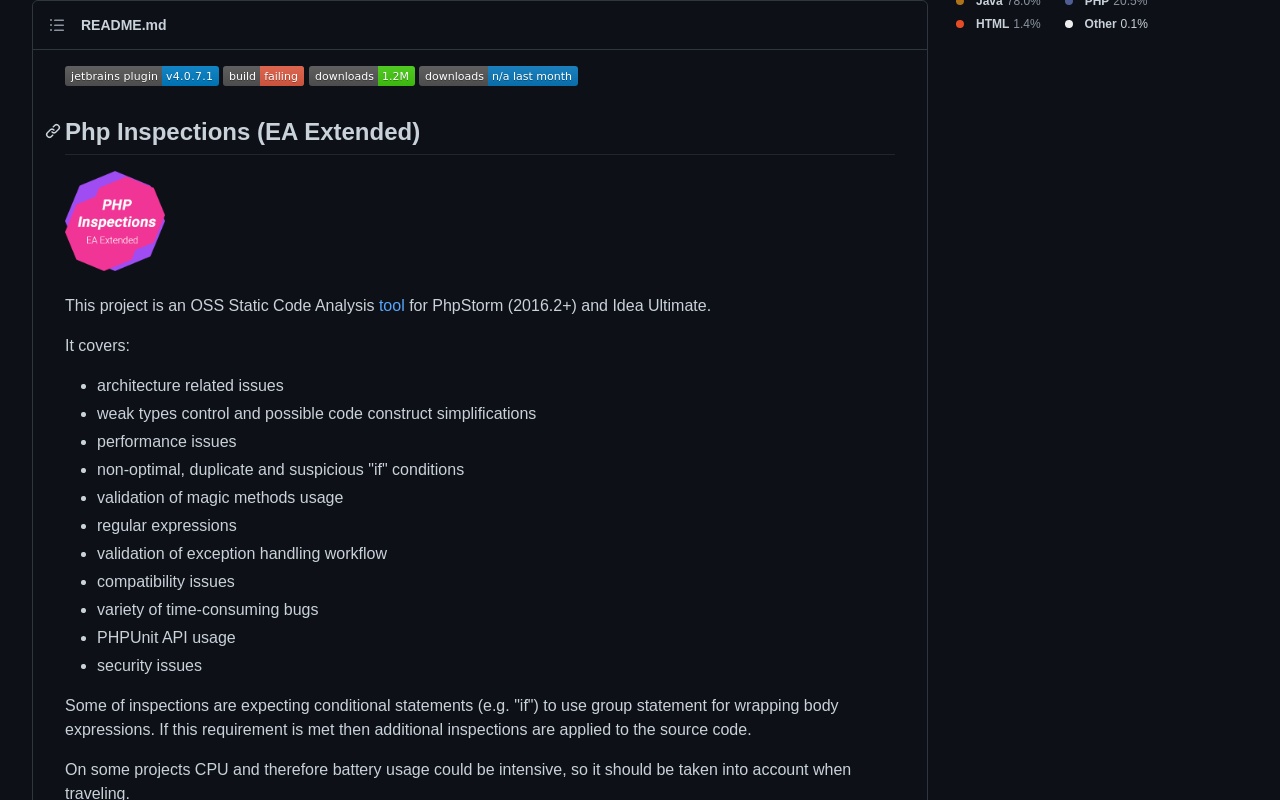 Java 78.0%
PHP 20.5%
HTML 1.4%
Other 0.1%
README.md
jetbrains plugin v4.0.7.1
build failing
downloads 1.2M
downloads n/a last month
Php Inspections (EA Extended)
PHP
Inspections
EA Extended
This project is an OSS Static Code Analysis tool for PhpStorm (2016.2+) and Idea Ultimate.
It covers:
architecture related issues
weak types control and possible code construct simplifications
performance issues
non-optimal, duplicate and suspicious "if" conditions
validation of magic methods usage
regular expressions
validation of exception handling workflow
compatibility issues
variety of time-consuming bugs
PHPUnit API usage
security issues
Some of inspections are expecting conditional statements (e.g. "if") to use group statement for wrapping body
expressions. If this requirement is met then additional inspections are applied to the source code.
On some projects CPU and therefore battery usage could be intensive, so it should be taken into account when
traveling.